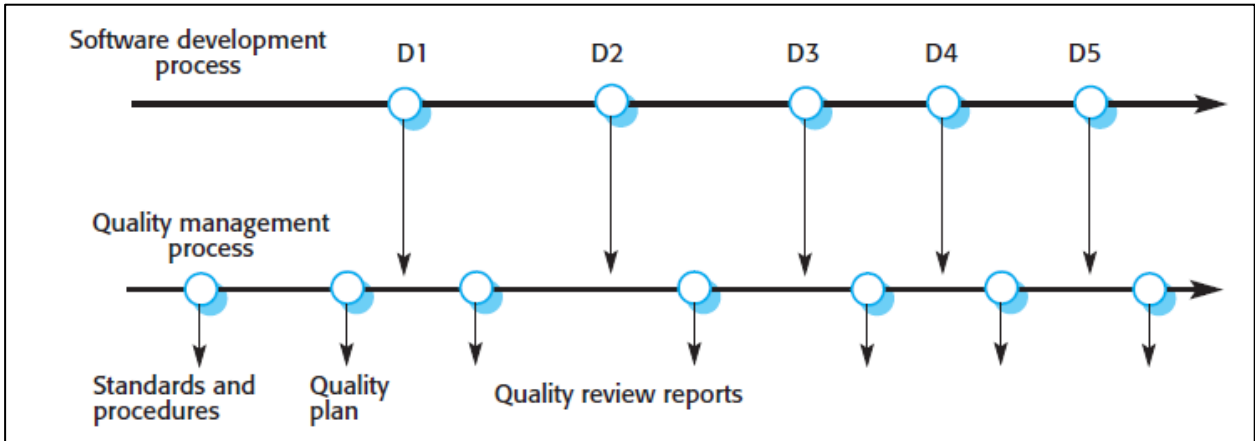 Software development
process
D1
D2
D3
D4
D5
Quality management
process
Standards and
procedures
Quality
plan
Quality review reports